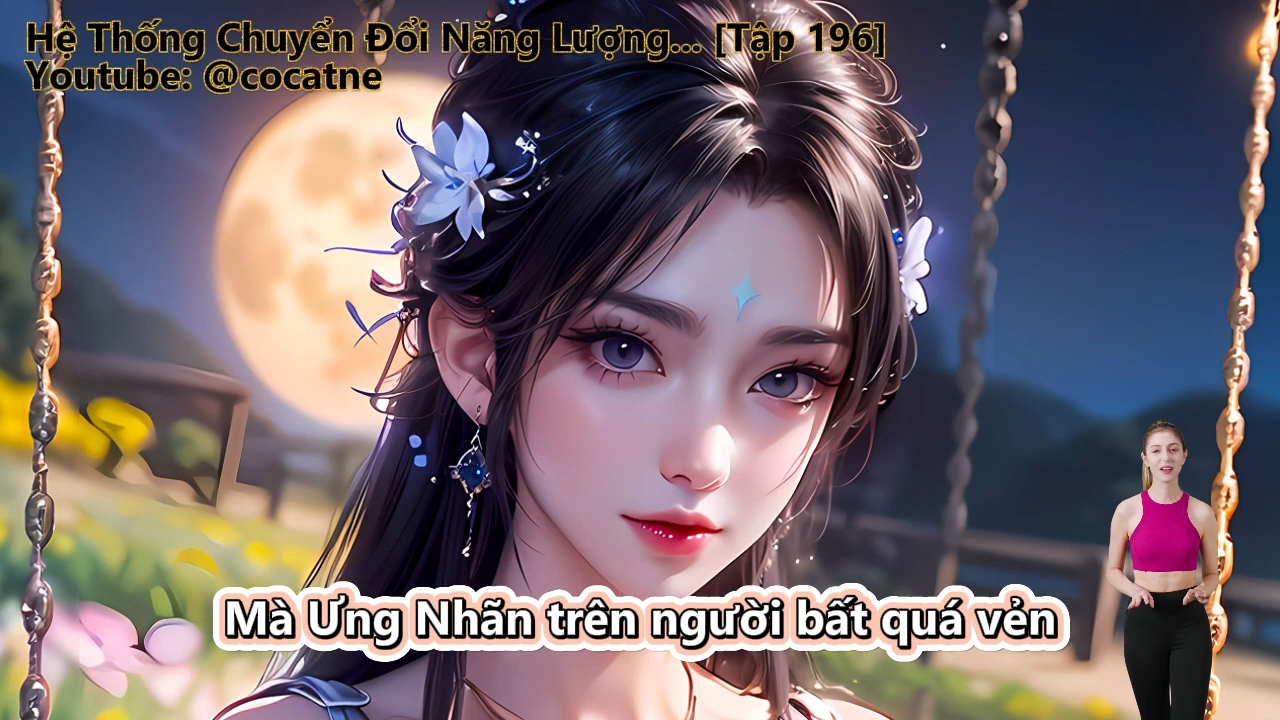 Hệ Thống Chuyển Đổi Năng Lượng... [Tập 196]
Youtube: @cocatne
Mà Ưng Nhãn trên người bất quá vẻn